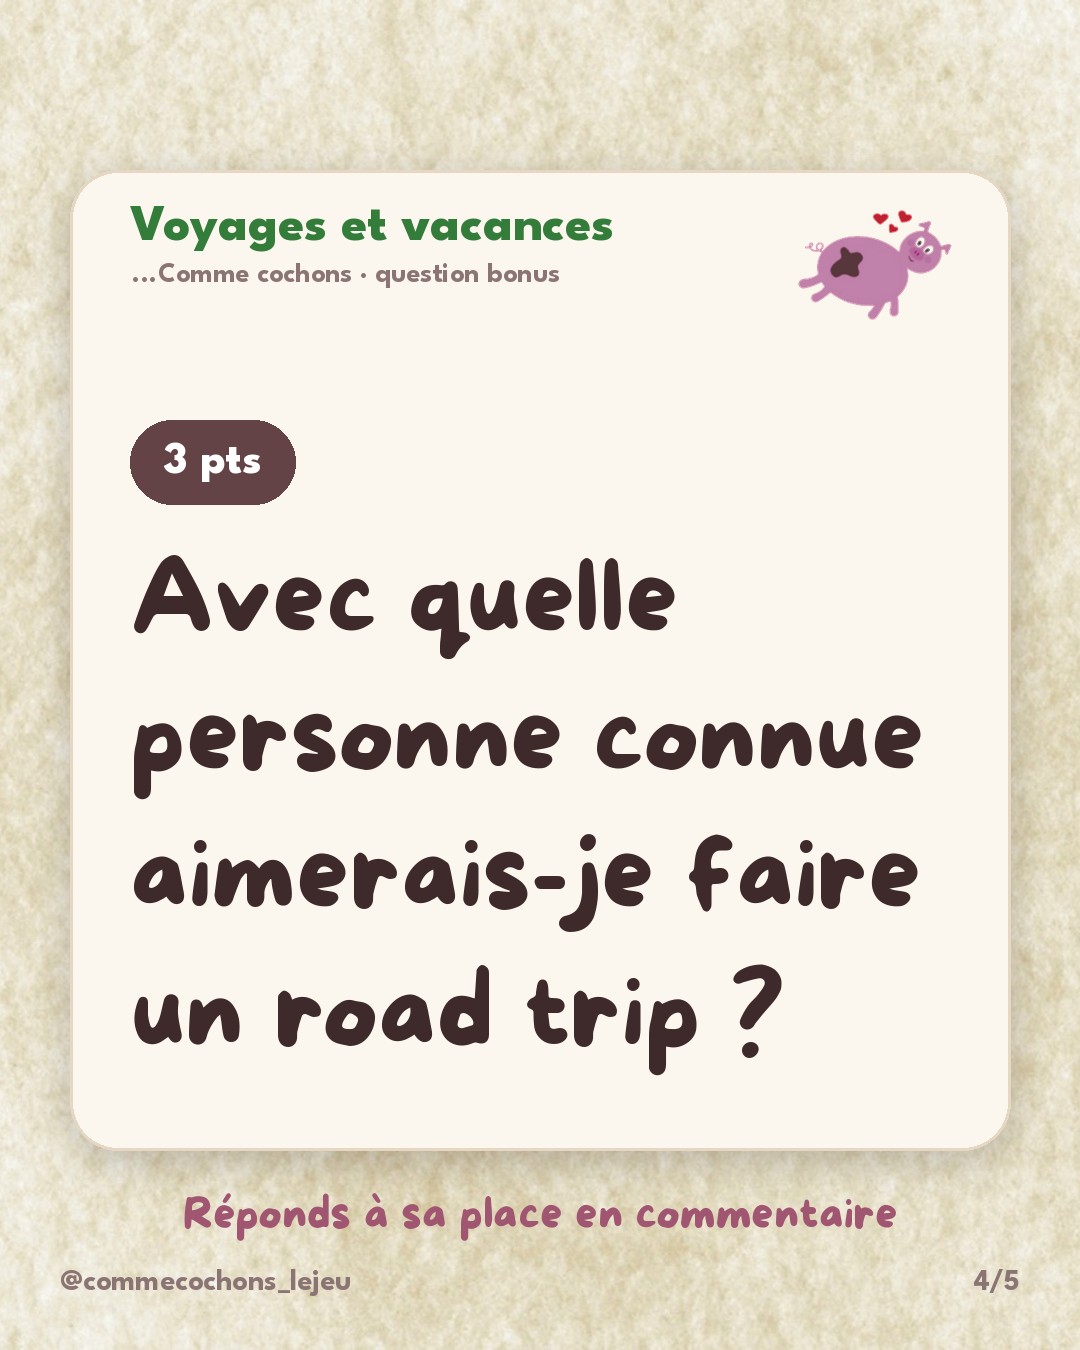 Voyages et vacances
...Comme cochons · question bonus
3 pts
Avec quelle
personne connue
aimerais-je faire
un road trip ?
Réponds à sa place en commentaire
@commecochons_lejeu
4/5